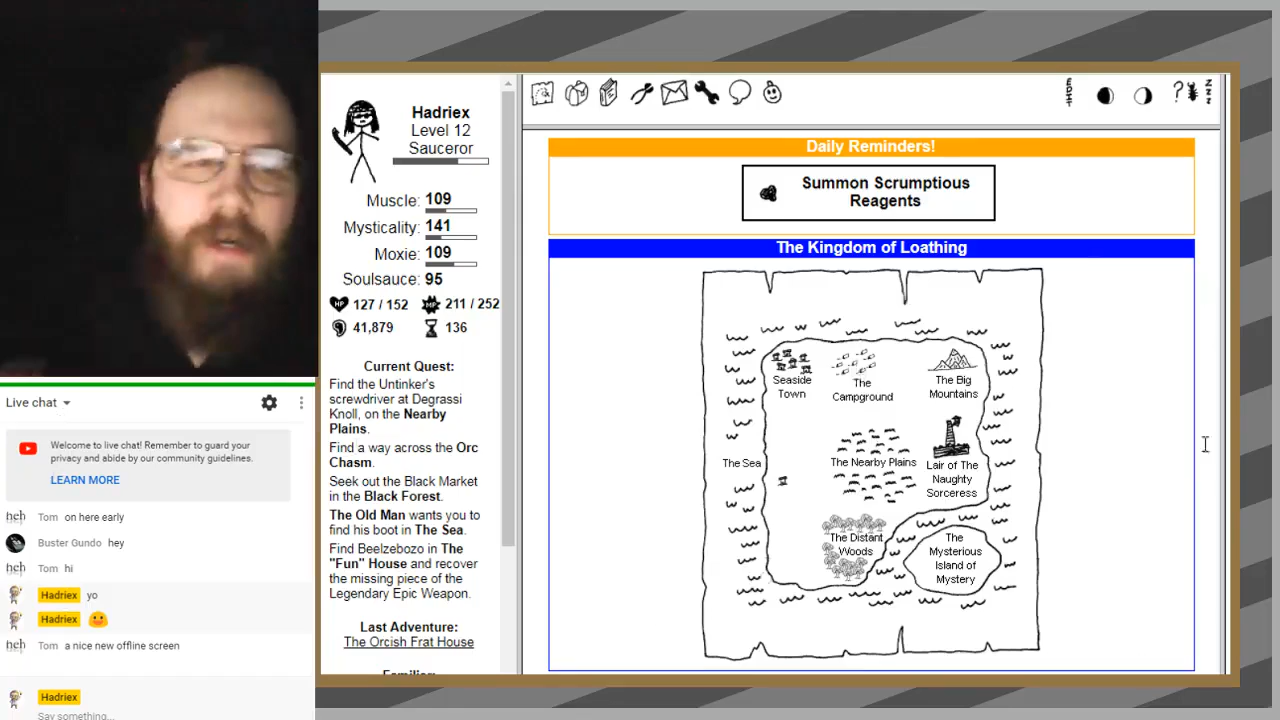 Live chat
Welcome to live chat! Remember to guard your
privacy and abide by our community guidelines.
LEARN MORE
heh Tom on here early
Buster Gundo hey
heh Tom hi
Hadriex yo
Hadriex
heh Tom a nice new offline screen
Hadriex
Say something...
Hadriex
Level 12
Sauceror
Muscle: 109
Mysticality: 141
Moxie: 109
Soulsauce: 95
HP 127 / 152 MP 211 / 252
41,879 136
Current Quest:
Find the Untinker's
screwdriver at Degrassi
Knoll, on the Nearby
Plains.
Find a way across the Orc
Chasm.
Seek out the Black Market
in the Black Forest.
The Old Man wants you to
find his boot in The Sea.
Find Beelzebozo in The
"Fun" House and recover
the missing piece of the
Legendary Epic Weapon.
Last Adventure:
The Orcish Frat House
Daily Reminders!
Summon Scrumptious
Reagents
The Kingdom of Loathing
Seaside
Town
The
Campground
The Big
Mountains
The Sea
The Nearby Plains
Lair of The
Naughty
Sorceress
The Distant
Woods
The
Mysterious
Island of
Mystery